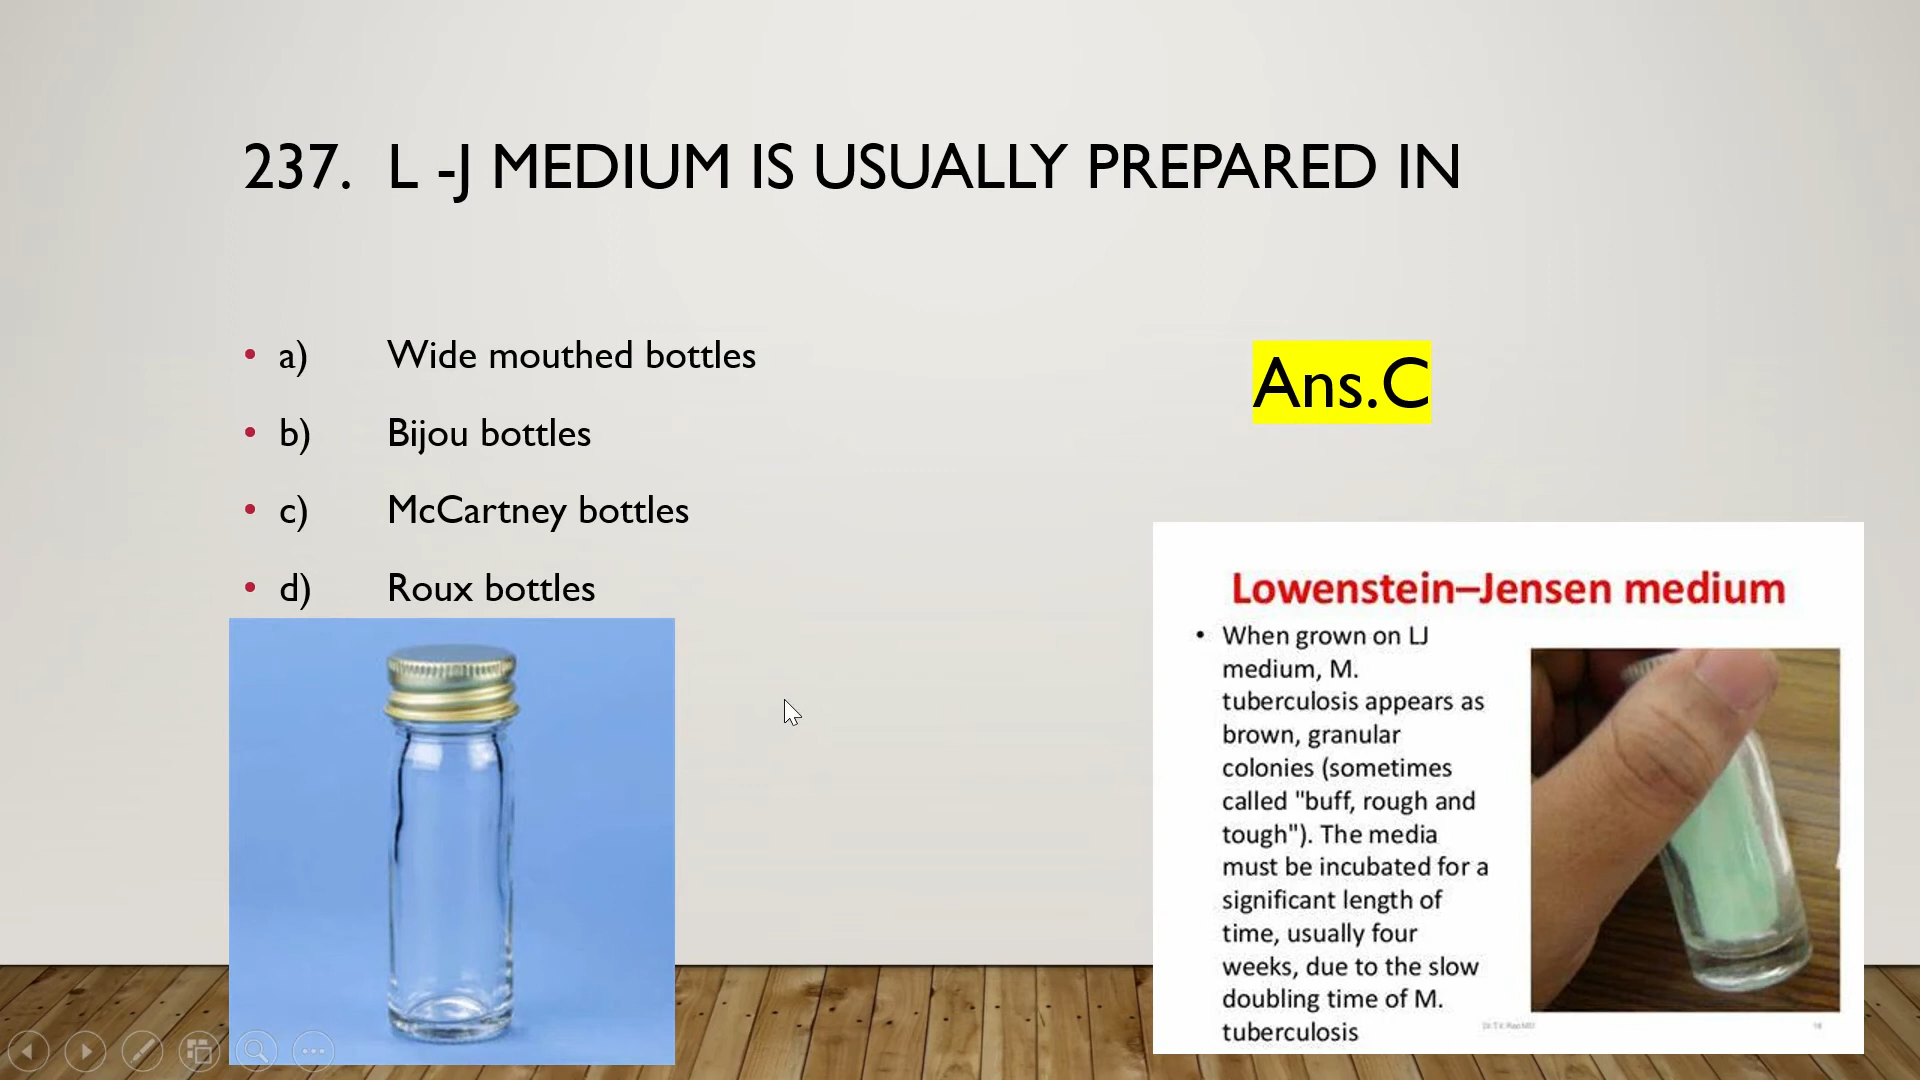 237. L -J MEDIUM IS USUALLY PREPARED IN
• a) Wide mouthed bottles
• b) Bijou bottles
• c) McCartney bottles
• d) Roux bottles
Ans.C
Lowenstein–Jensen medium
• When grown on LJ
medium, M.
tuberculosis appears as
brown, granular
colonies (sometimes
called "buff, rough and
tough"). The media
must be incubated for a
significant length of
time, usually four
weeks, due to the slow
doubling time of M.
tuberculosis